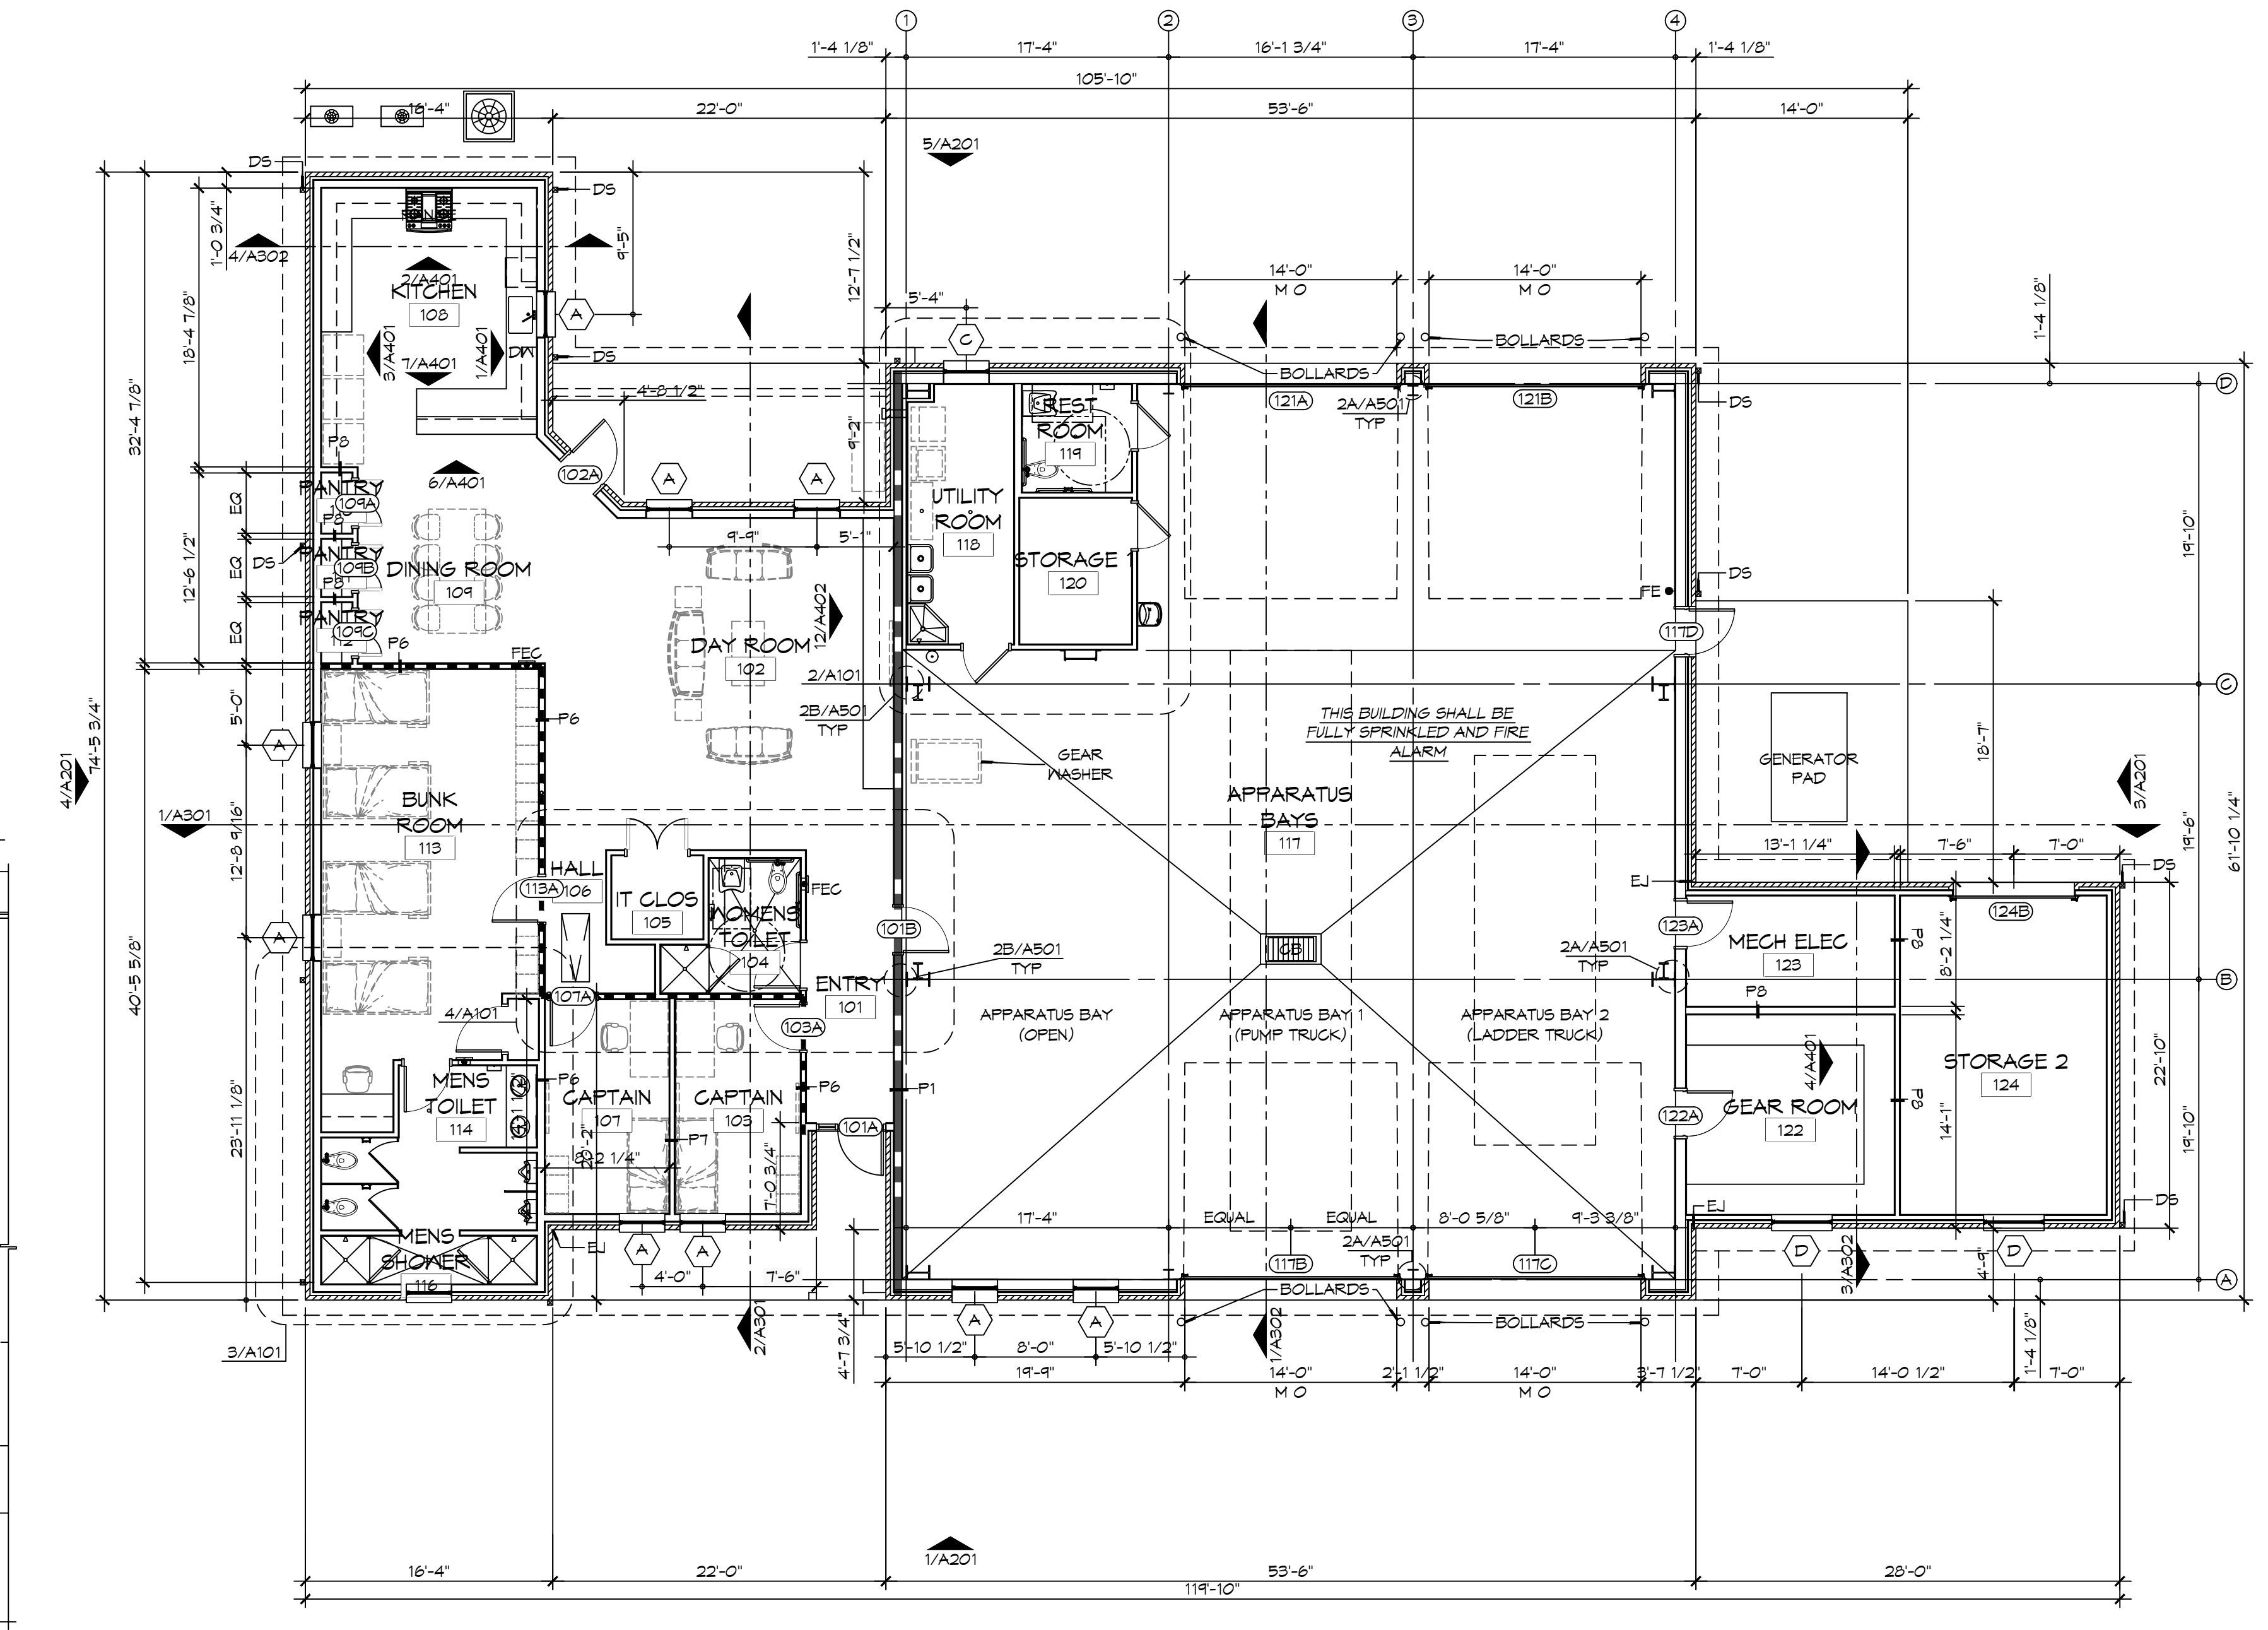 1 2 3 4
1'-4 1/8" 17'-4" 16'-1 3/4" 17'-4" 1'-4 1/8"
105'-10"
16'-4" 22'-0" 53'-6" 14'-0"
5/A201
DS
DS
1'-0 3/4"
9'-5"
12'-7 1/2"
4/A302
2/A401
KITCHEN
108
A
3/A401
1/A401
7/A401
DW
DS
18'-4 7/8"
32'-4 7/8"
14'-0" 14'-0"
M O M O
5'-4"
C
BOLLARDS
BOLLARDS
1'-4 1/8"
4'-8 1/2"
9'-2"
121A
2A/A501
TYP
121B
DS
D
REST
ROOM
119
P8
102A
A A
6/A401
PANTRY
109A
P8
PANTRY
109B
P8
PANTRY
112
109C
EQ
EQ
EQ
12'-6 1/2"
DS
DINING ROOM
109
P6
FEC
UTILITY
ROOM
118
STORAGE 1
120
9'-9" 5'-1"
12/A402
DAY ROOM
102
19'-10"
DS
FE
117D
2/A101
2B/A501
TYP
C
THIS BUILDING SHALL BE
FULLY SPRINKLED AND FIRE
ALARM
GENERATOR
PAD
18'-7"
3/A201
4/A201
74'-5 3/4"
5'-0"
A
P6
GEAR
WASHER
APPARATUS
BAYS
117
1/A301
BUNK
ROOM
113
12'-8 9/16"
40'-5 5/8"
19'-6"
61'-10 1/4"
13'-1 1/4" 7'-6" 7'-0"
DS
EJ
HALL
106
113A
IT CLOS
105
WOMENS
TOILET
104
FEC
A
101B
123A
MECH ELEC
123
P8
8'-2 1/4"
124B
2B/A501
TYP
2A/A501
TYP
CB
B
ENTRY
101
107A
103A
4/A101
APPARATUS BAY
(OPEN)
APPARATUS BAY 1
(PUMP TRUCK)
APPARATUS BAY 2
(LADDER TRUCK)
P8
4/A401
STORAGE 2
124
22'-10"
MENS
TOILET
114
P6
CAPTAIN
107
CAPTAIN
103
P6
P1
122A
GEAR ROOM
122
P8
14'-1"
19'-10"
101A
P7
8'-2 1/4"
20'-2"
7'-0 3/4"
23'-11 1/8"
EJ
DS
17'-4" EQUAL EQUAL 8'-0 5/8" 9'-3 3/8"
MENS
SHOWER
116
EJ
A A
4'-0" 7'-6"
117B
2A/A501
TYP
117C
D D
3/A302
4'-9"
A
BOLLARDS
BOLLARDS
3/A101
2/A301
4'-7 3/4"
A A
1/A302
1'-4 1/8"
5'-10 1/2" 8'-0" 5'-10 1/2"
19'-9" 14'-0" 2'-1 1/2" 14'-0" 3'-7 1/2" 7'-0" 14'-0 1/2" 7'-0"
M O M O
1/A201
16'-4" 22'-0" 53'-6" 28'-0"
119'-10"